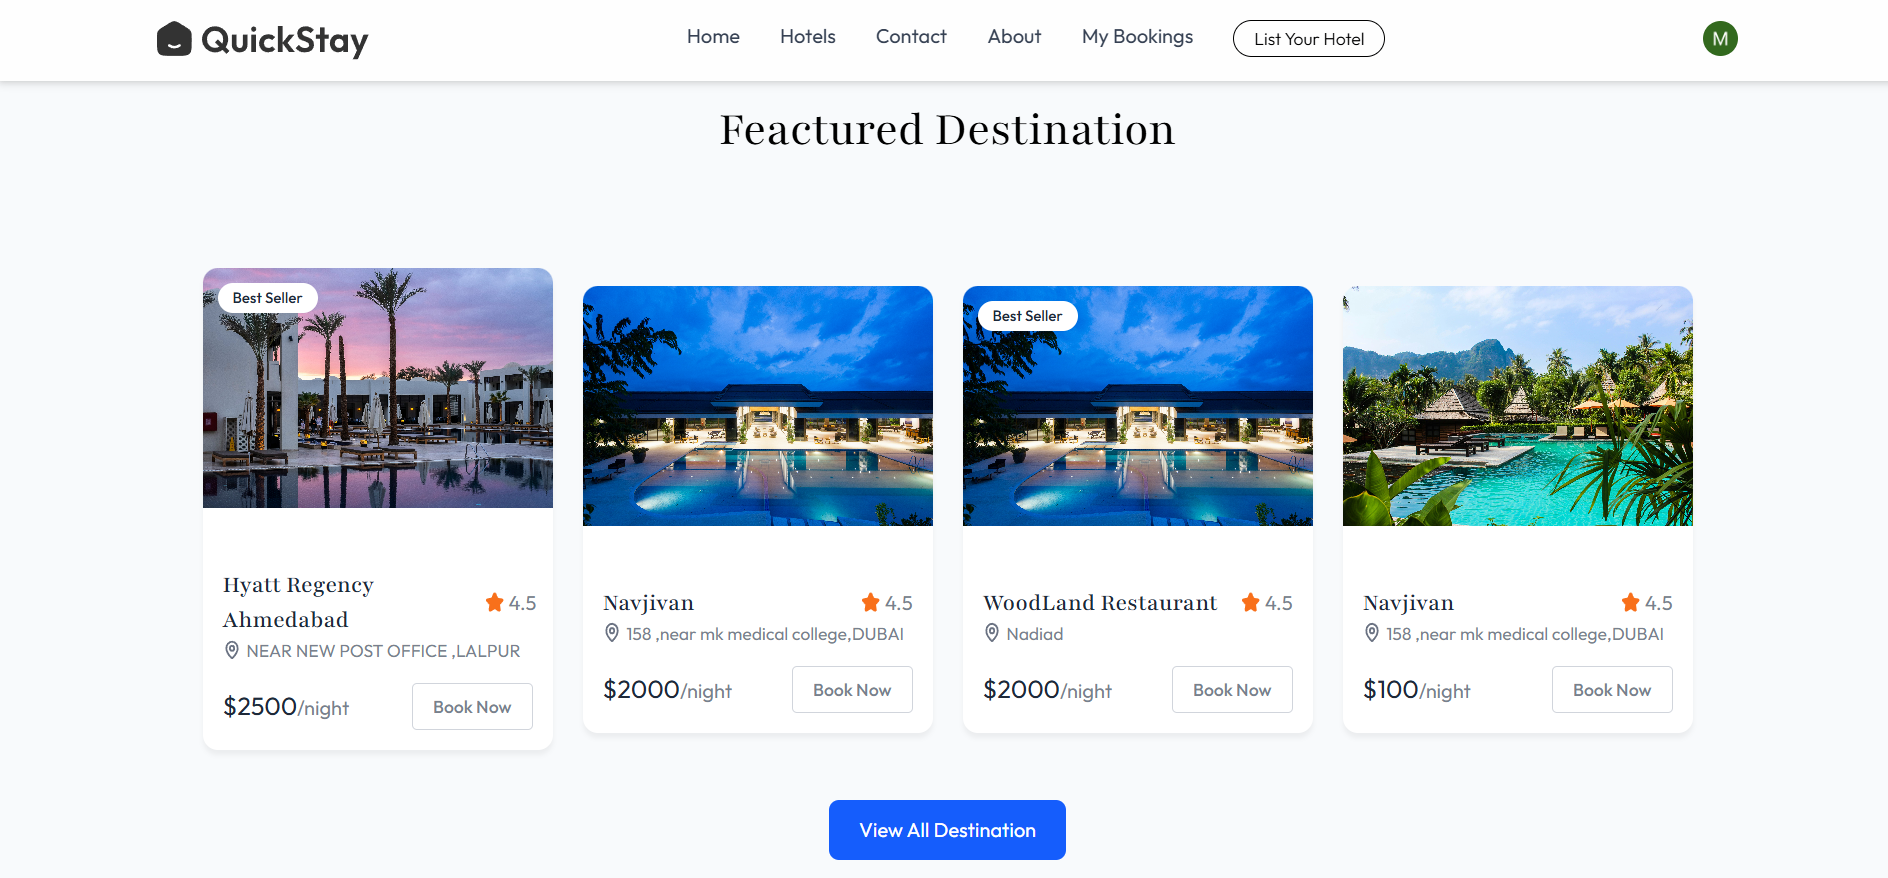 QuickStay
Home Hotels Contact About My Bookings List Your Hotel M
Feactured Destination
Best Seller
Hyatt Regency
Ahmedabad
4.5
NEAR NEW POST OFFICE ,LALPUR
$2500/night Book Now
Navjivan 4.5
158 ,near mk medical college,DUBAI
$2000/night Book Now
Best Seller
WoodLand Restaurant 4.5
Nadiad
$2000/night Book Now
Navjivan 4.5
158 ,near mk medical college,DUBAI
$100/night Book Now
View All Destination